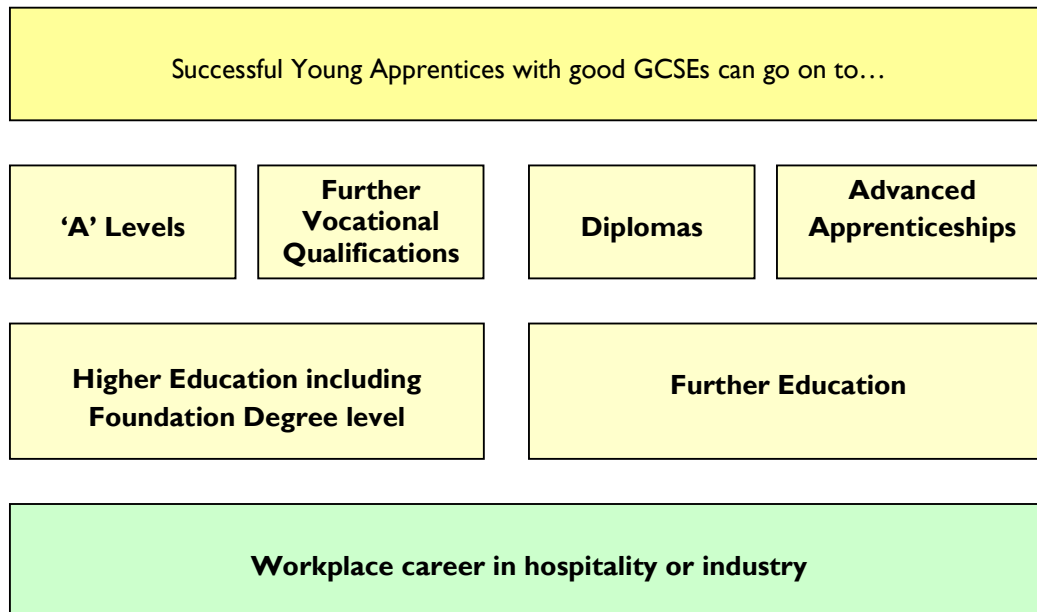 Successful Young Apprentices with good GCSEs can go on to…
‘A’ Levels
Further
Vocational
Qualifications
Diplomas
Advanced
Apprenticeships
Higher Education including
Foundation Degree level
Further Education
Workplace career in hospitality or industry